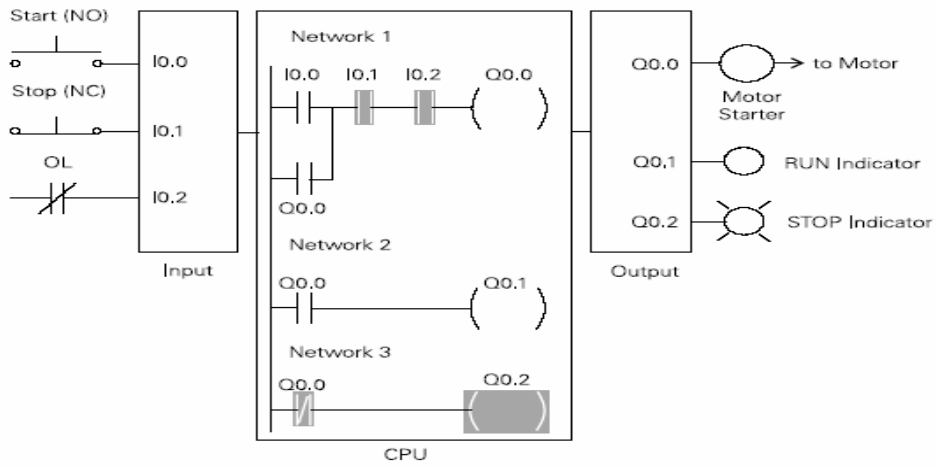 Start (NO)
I0.0
Stop (NC)
I0.1
OL
I0.2
Input
Network 1
I0.0 I0.1 I0.2 Q0.0
Q0.0
Network 2
Q0.0 Q0.1
Network 3
Q0.0 Q0.2
CPU
Q0.0
to Motor
Motor
Starter
Q0.1
RUN Indicator
Q0.2
STOP Indicator
Output